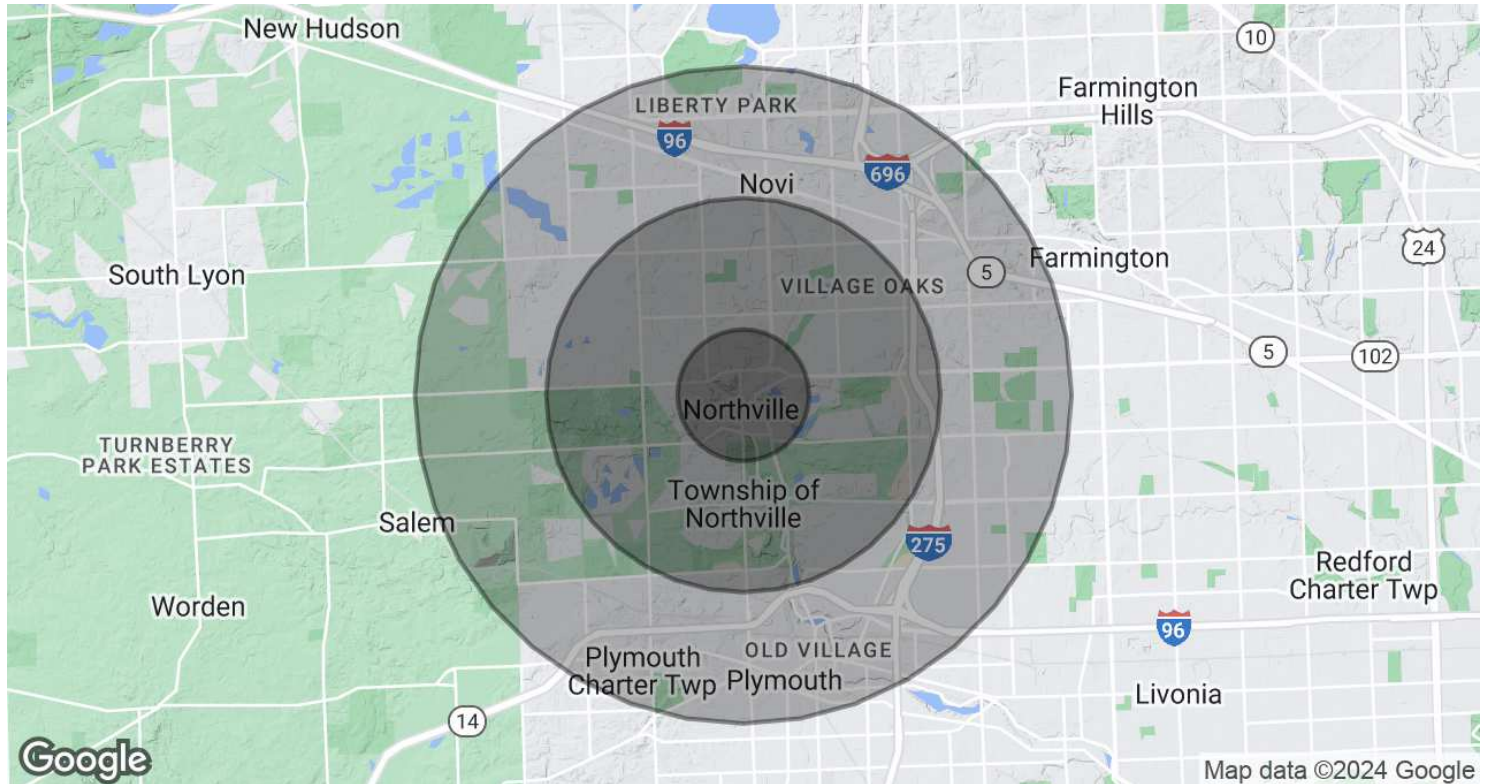 New Hudson
10
Farmington
Hills
LIBERTY PARK
96
696
Novi
24
Farmington
South Lyon
5
VILLAGE OAKS
5
102
Northville
TURNBERRY
PARK ESTATES
Township of
Northville
Salem
275
Redford
Charter Twp
Worden
96
OLD VILLAGE
Plymouth
Charter Twp
Plymouth
Livonia
14
Google
Map data ©2024 Google